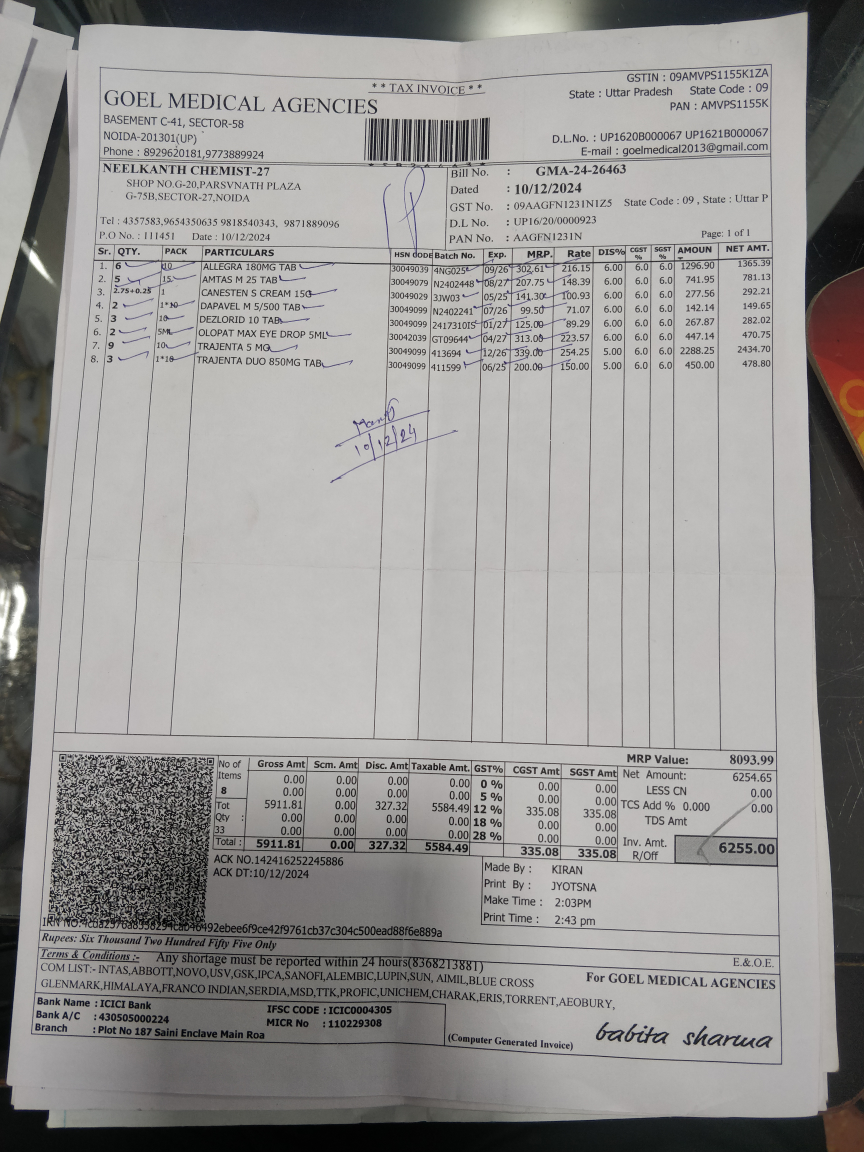 * * TAX INVOICE * *
GSTIN : 09AMVPS1155K1ZA
State : Uttar Pradesh State Code : 09
PAN : AMVPS1155K
GOEL MEDICAL AGENCIES
BASEMENT C-41, SECTOR-58
NOIDA-201301(UP)
Phone : 8929620181,9773889924
D.L.No. : UP1620B000067 UP1621B000067
E-mail : goelmedical2013@gmail.com
NEELKANTH CHEMIST-27
SHOP NO.G-20,PARSVNATH PLAZA
G-75B,SECTOR-27,NOIDA
Tel : 4357583,9654350635 9818540343, 9871889096
P.O No. : 111451 Date : 10/12/2024
Bill No. : GMA-24-26463
Dated : 10/12/2024
GST No. : 09AAGFN1231N1Z5 State Code : 09 , State : Uttar P
D.L No. : UP16/20/0000923
PAN No. : AAGFN1231N Page: 1 of 1
Sr. QTY. PACK PARTICULARS HSN CODE Batch No. Exp. MRP. Rate DIS% CGST % SGST % AMOUN NET AMT.
1. 6 10 ALLEGRA 180MG TAB 30049039 4NG025 09/26 302.61 216.15 6.00 6.0 6.0 1296.90 1365.39
2. 5 15 AMTAS M 25 TAB 30049079 N2402448 08/27 207.75 148.39 6.00 6.0 6.0 741.95 781.13
3. 2.75+0.25 1 CANESTEN S CREAM 15G 30049029 3JW03 05/25 141.30 100.93 6.00 6.0 6.0 277.56 292.21
4. 2 1*10 DAPAVEL M 5/500 TAB 30049099 N2402241 07/26 99.50 71.07 6.00 6.0 6.0 142.14 149.65
5. 3 10 DEZLORID 10 TAB 30049099 01/27 125.00 89.29 6.00 6.0 6.0 267.87 282.02
6. 2 5ML OLOPAT MAX EYE DROP 5ML 30042039 GT09644 04/27 313.00 223.57 6.00 6.0 6.0 447.14 470.75
7. 9 10 TRAJENTA 5 MG 30049099 413694 12/26 339.00 254.25 5.00 6.0 6.0 2288.25 2434.70
8. 3 1*10 TRAJENTA DUO 850MG TAB 30049099 411599 06/25 200.00 150.00 5.00 6.0 6.0 450.00 478.80
10/12/24
MRP Value: 8093.99
No of Items 8
Tot Qty : 33
Gross Amt Scm. Amt Disc. Amt Taxable Amt. GST% CGST Amt SGST Amt
0.00 0.00 0.00 0.00 0 % 0.00 0.00
0.00 0.00 0.00 0.00 5 % 0.00 0.00
5911.81 0.00 327.32 5584.49 12 % 335.08 335.08
0.00 0.00 0.00 0.00 18 % 0.00 0.00
0.00 0.00 0.00 0.00 28 % 0.00 0.00
Total : 5911.81 0.00 327.32 5584.49 335.08 335.08
Net Amount: 6254.65
LESS CN 0.00
TCS Add % 0.000 0.00
TDS Amt
Inv. Amt. 6255.00
R/Off
ACK NO.142416252245886
ACK DT:10/12/2024
Made By : KIRAN
Print By : JYOTSNA
Make Time : 2:03PM
Print Time : 2:43 pm
IRN NO.
Rupees: Six Thousand Two Hundred Fifty Five Only
E.& O.E.
Terms & Conditions :- Any shortage must be reported within 24 hours(8368213881)
COM LIST:- INTAS,ABBOTT,NOVO,USV,GSK,IPCA,SANOFI,ALEMBIC,LUPIN,SUN, AIMIL,BLUE CROSS
GLENMARK,HIMALAYA,FRANCO INDIAN,SERDIA,MSD,TTK,PROFIC,UNICHEM,CHARAK,ERIS,TORRENT,AEOBURY,
For GOEL MEDICAL AGENCIES
Bank Name : ICICI Bank IFSC CODE : ICIC0004305
Bank A/C : 430505000224 MICR No : 110229308
Branch : Plot No 187 Saini Enclave Main Roa
(Computer Generated Invoice)
babita sharma